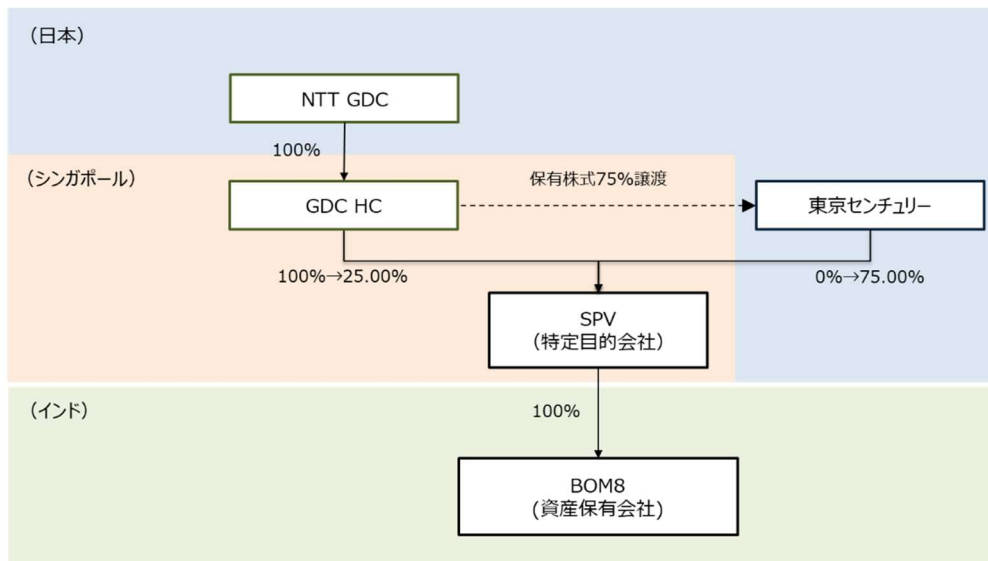 （日本）
NTT GDC
100%
（シンガポール）
保有株式75%譲渡
GDC HC
東京センチュリー
100%→25.00%
0%→75.00%
SPV
（特定目的会社）
（インド）
100%
BOM8
(資産保有会社)